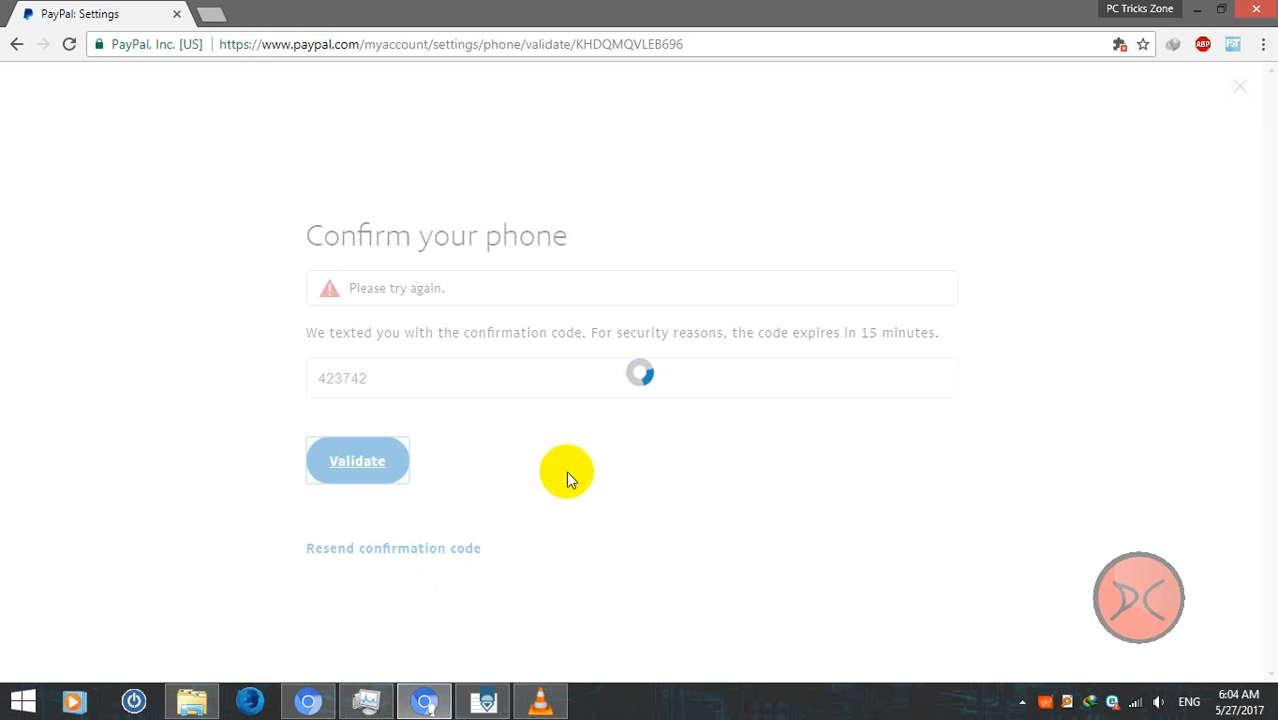 PayPal: Settings
PC Tricks Zone
PayPal, Inc. [US]
https://www.paypal.com/myaccount/settings/phone/validate/KHDQMQVLEB696
ABP
Confirm your phone
Please try again.
We texted you with the confirmation code. For security reasons, the code expires in 15 minutes.
423742
Validate
Resend confirmation code
PC
ENG
6:04 AM
5/27/2017